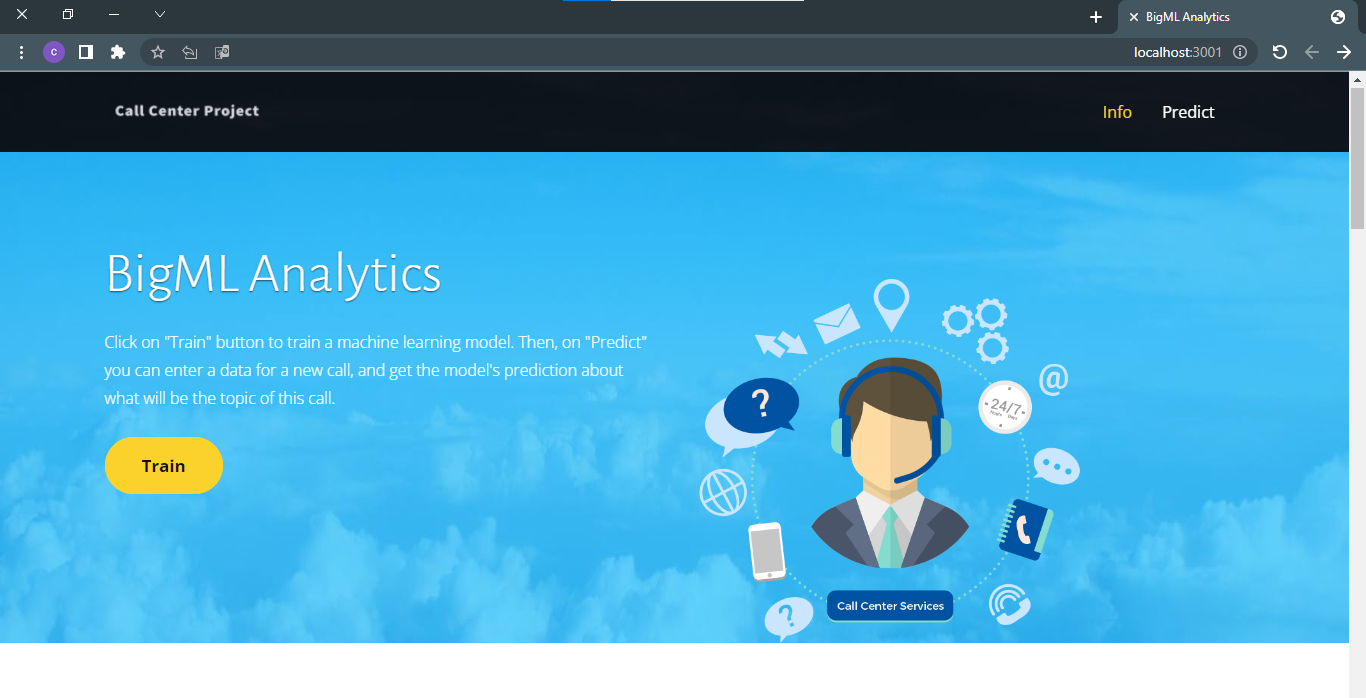 BigML Analytics
C
localhost:3001
Call Center Project
Info
Predict
BigML Analytics
Click on "Train" button to train a machine learning model. Then, on "Predict"
you can enter a data for a new call, and get the model's prediction about
what will be the topic of this call.
Train
?
@
24/7
Hours Days
?
Call Center Services